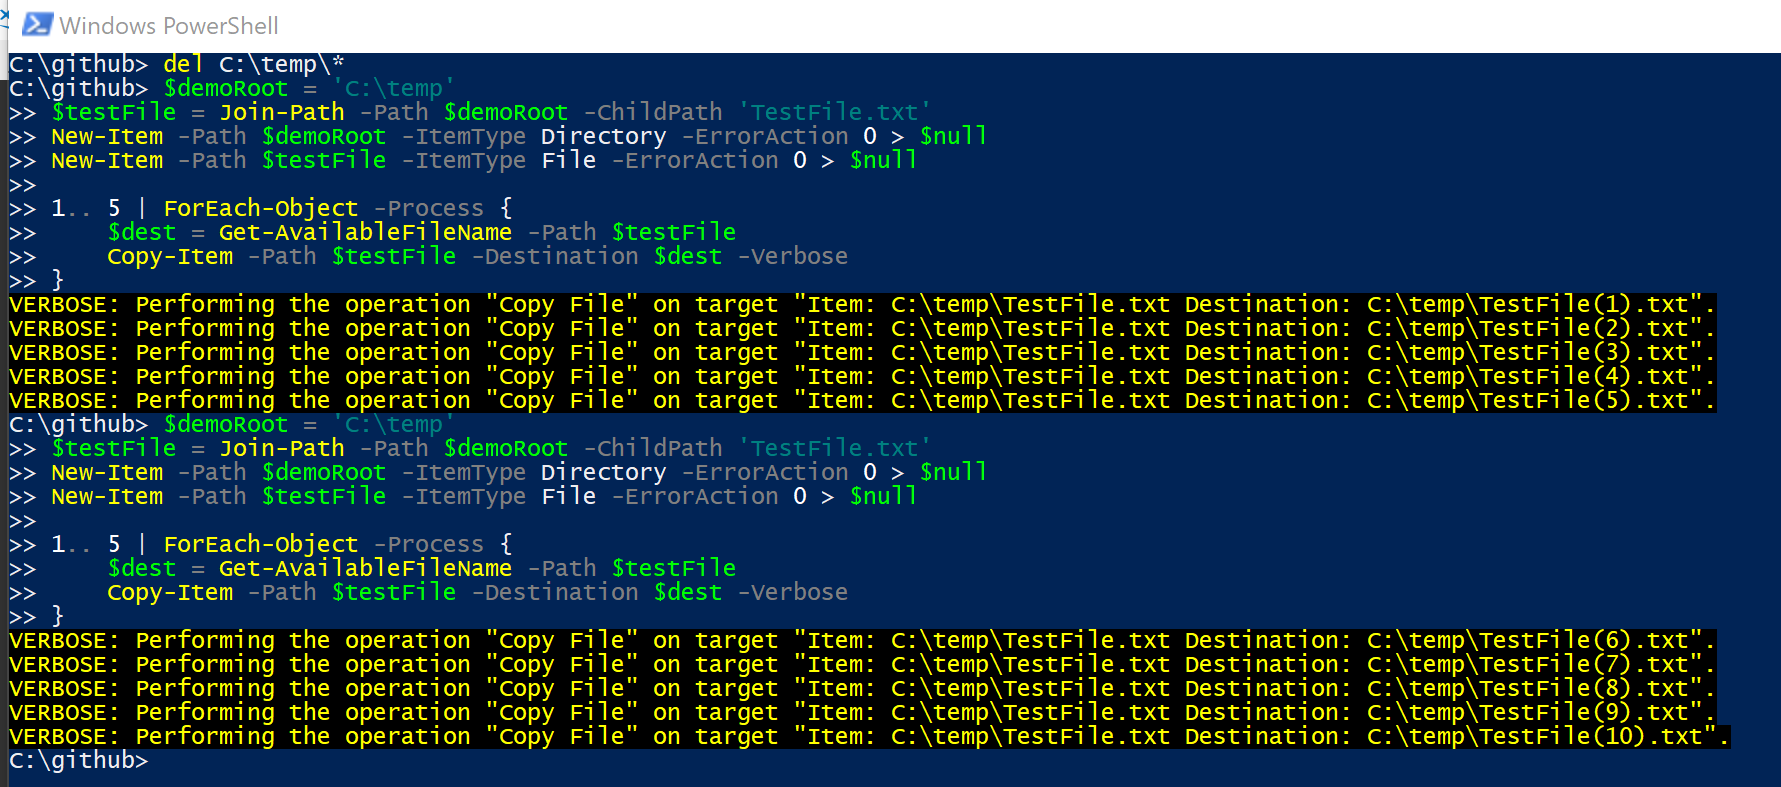 Windows PowerShell
C:\github> del C:\temp\*
C:\github> $demoRoot = 'C:\temp'
>> $testFile = Join-Path -Path $demoRoot -ChildPath 'TestFile.txt'
>> New-Item -Path $demoRoot -ItemType Directory -ErrorAction 0 > $null
>> New-Item -Path $testFile -ItemType File -ErrorAction 0 > $null
>>
>> 1.. 5 | ForEach-Object -Process {
>>     $dest = Get-AvailableFileName -Path $testFile
>>     Copy-Item -Path $testFile -Destination $dest -Verbose
>> }
VERBOSE: Performing the operation "Copy File" on target "Item: C:\temp\TestFile.txt Destination: C:\temp\TestFile(1).txt".
VERBOSE: Performing the operation "Copy File" on target "Item: C:\temp\TestFile.txt Destination: C:\temp\TestFile(2).txt".
VERBOSE: Performing the operation "Copy File" on target "Item: C:\temp\TestFile.txt Destination: C:\temp\TestFile(3).txt".
VERBOSE: Performing the operation "Copy File" on target "Item: C:\temp\TestFile.txt Destination: C:\temp\TestFile(4).txt".
VERBOSE: Performing the operation "Copy File" on target "Item: C:\temp\TestFile.txt Destination: C:\temp\TestFile(5).txt".
C:\github> $demoRoot = 'C:\temp'
>> $testFile = Join-Path -Path $demoRoot -ChildPath 'TestFile.txt'
>> New-Item -Path $demoRoot -ItemType Directory -ErrorAction 0 > $null
>> New-Item -Path $testFile -ItemType File -ErrorAction 0 > $null
>>
>> 1.. 5 | ForEach-Object -Process {
>>     $dest = Get-AvailableFileName -Path $testFile
>>     Copy-Item -Path $testFile -Destination $dest -Verbose
>> }
VERBOSE: Performing the operation "Copy File" on target "Item: C:\temp\TestFile.txt Destination: C:\temp\TestFile(6).txt".
VERBOSE: Performing the operation "Copy File" on target "Item: C:\temp\TestFile.txt Destination: C:\temp\TestFile(7).txt".
VERBOSE: Performing the operation "Copy File" on target "Item: C:\temp\TestFile.txt Destination: C:\temp\TestFile(8).txt".
VERBOSE: Performing the operation "Copy File" on target "Item: C:\temp\TestFile.txt Destination: C:\temp\TestFile(9).txt".
VERBOSE: Performing the operation "Copy File" on target "Item: C:\temp\TestFile.txt Destination: C:\temp\TestFile(10).txt".
C:\github>